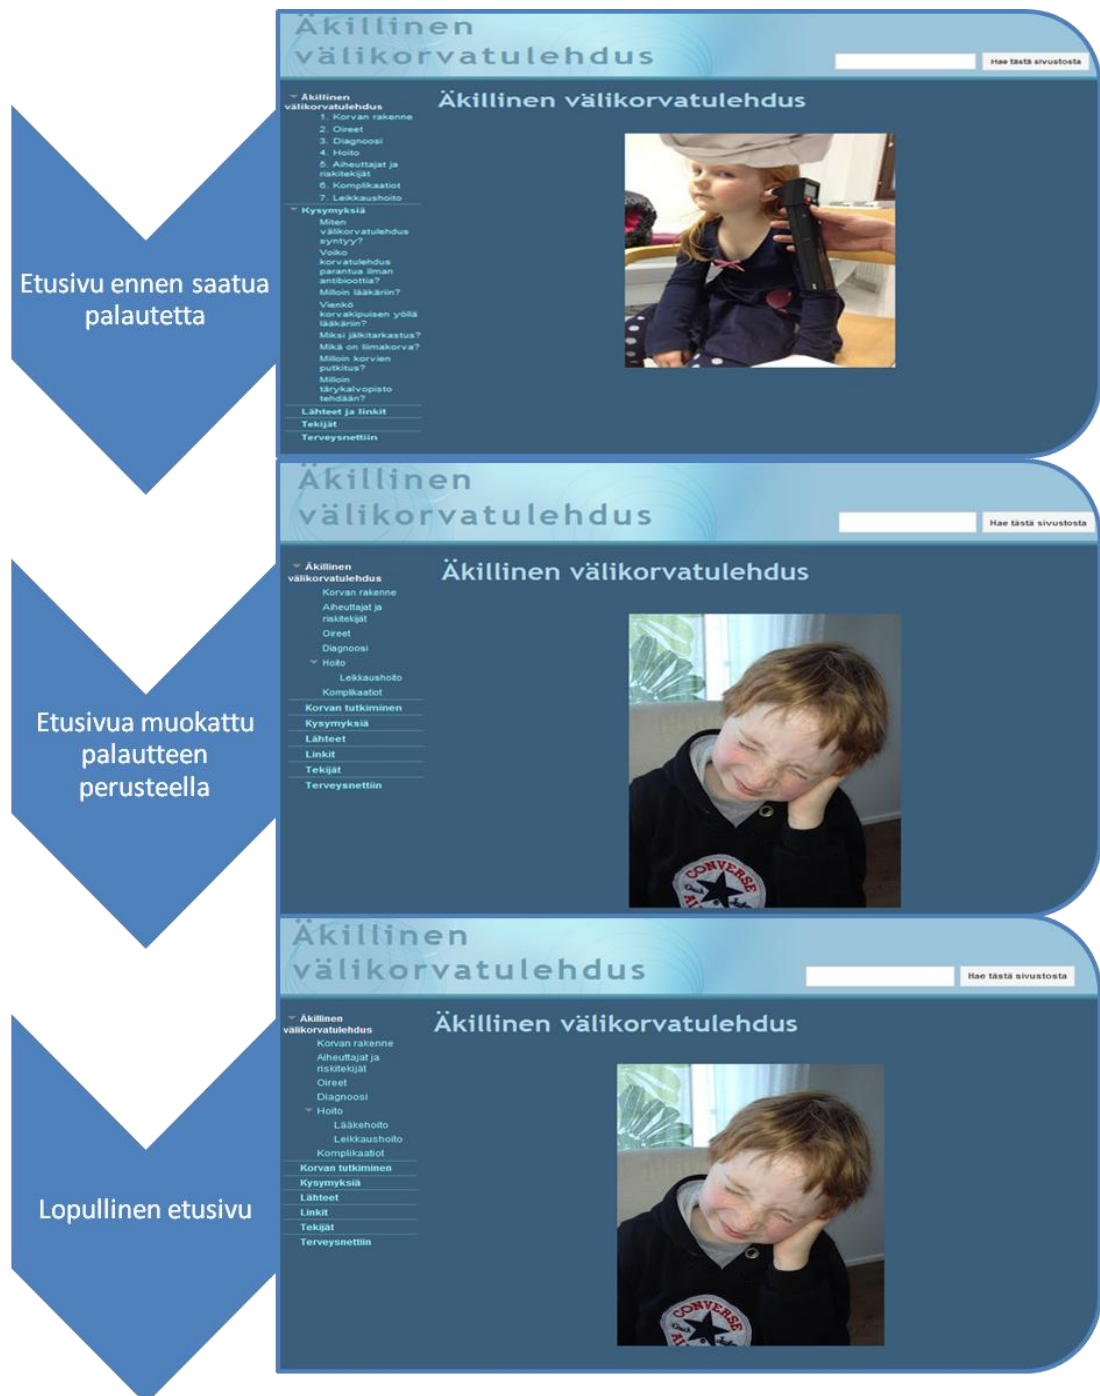 Etusivu ennen saatua
palautetta
Äkillinen
välikorvatulehdus
Hae tästä sivustosta
Äkillinen
välikorvatulehdus
1. Korvan rakenne
2. Oireet
3. Diagnoosi
4. Hoito
5. Aiheuttajat ja
riskitekijät
6. Komplikaatiot
7. Leikkaushoito
Kysymyksiä
Miten
välikorvatulehdus
syntyy?
Voiko
korvatulehdus
parantua ilman
antibioottia?
Milloin lääkäriin?
Vienkö
korvakipuisen yöllä
lääkäriin?
Miksi jälkitarkastus?
Mikä on liimakorva?
Milloin korvien
putkitus?
Milloin
tärykalvopisto
tehdään?
Lähteet ja linkit
Tekijät
Terveysnettiin
Äkillinen välikorvatulehdus
Etusivua muokattu
palautteen
perusteella
Äkillinen
välikorvatulehdus
Hae tästä sivustosta
Äkillinen
välikorvatulehdus
Korvan rakenne
Aiheuttajat ja
riskitekijät
Oireet
Diagnoosi
Hoito
Leikkaushoito
Komplikaatiot
Korvan tutkiminen
Kysymyksiä
Lähteet
Linkit
Tekijät
Terveysnettiin
Äkillinen välikorvatulehdus
CONVERSE
Lopullinen etusivu
Äkillinen
välikorvatulehdus
Hae tästä sivustosta
Äkillinen
välikorvatulehdus
Korvan rakenne
Aiheuttajat ja
riskitekijät
Oireet
Diagnoosi
Hoito
Lääkehoito
Leikkaushoito
Komplikaatiot
Korvan tutkiminen
Kysymyksiä
Lähteet
Linkit
Tekijät
Terveysnettiin
Äkillinen välikorvatulehdus
CONVERSE